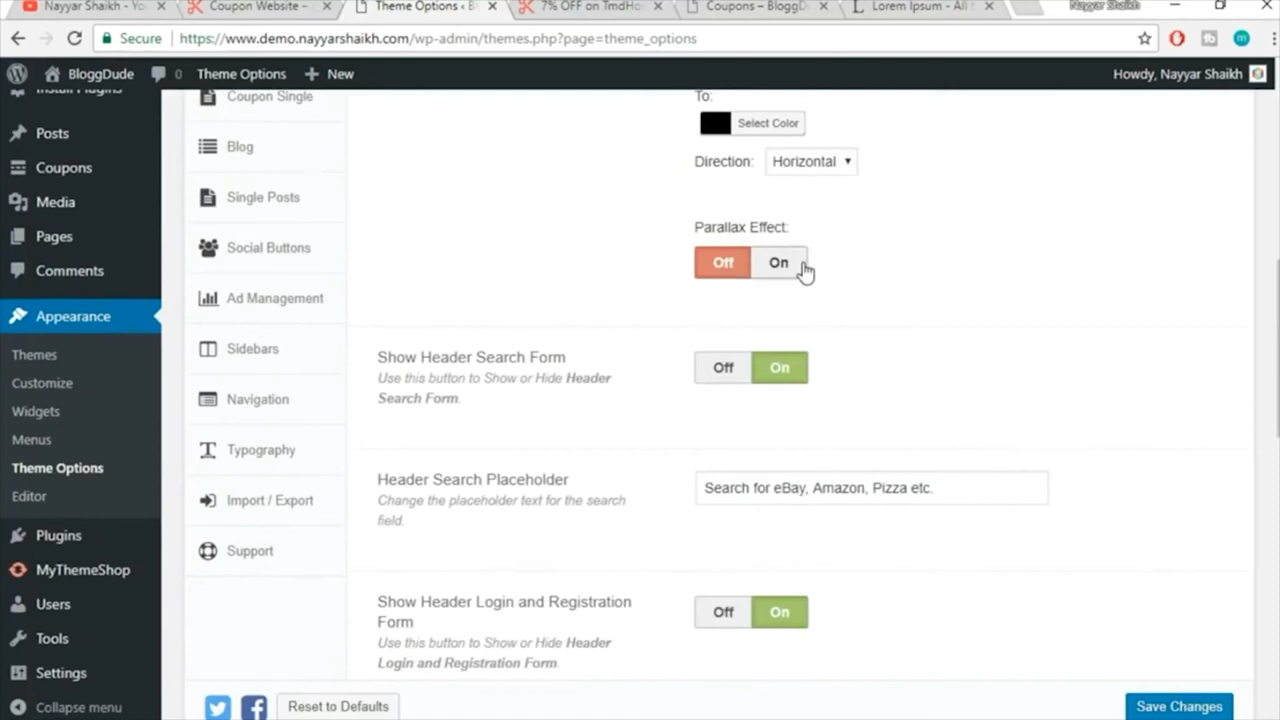 Nayyar Shaikh - Yo
Coupon Website –
Theme Options ‹ Bl
7% OFF on TmdHos
Coupons – BloggD
Lorem Ipsum - All t
Nayyar Shaikh
Secure
https://www.demo.nayyarshaikh.com/wp-admin/themes.php?page=theme_options
BloggDude
0
Theme Options
New
Howdy, Nayyar Shaikh
Install Plugins
Posts
Coupons
Media
Pages
Comments
Appearance
Themes
Customize
Widgets
Menus
Theme Options
Editor
Plugins
MyThemeShop
Users
Tools
Settings
Collapse menu
Coupon Single
Blog
Single Posts
Social Buttons
Ad Management
Sidebars
Navigation
Typography
Import / Export
Support
To:
Select Color
Direction: Horizontal
Parallax Effect:
Off On
Show Header Search Form
Use this button to Show or Hide Header
Search Form.
Off On
Header Search Placeholder
Change the placeholder text for the search
field.
Search for eBay, Amazon, Pizza etc.
Show Header Login and Registration
Form
Use this button to Show or Hide Header
Login and Registration Form.
Off On
Reset to Defaults
Save Changes